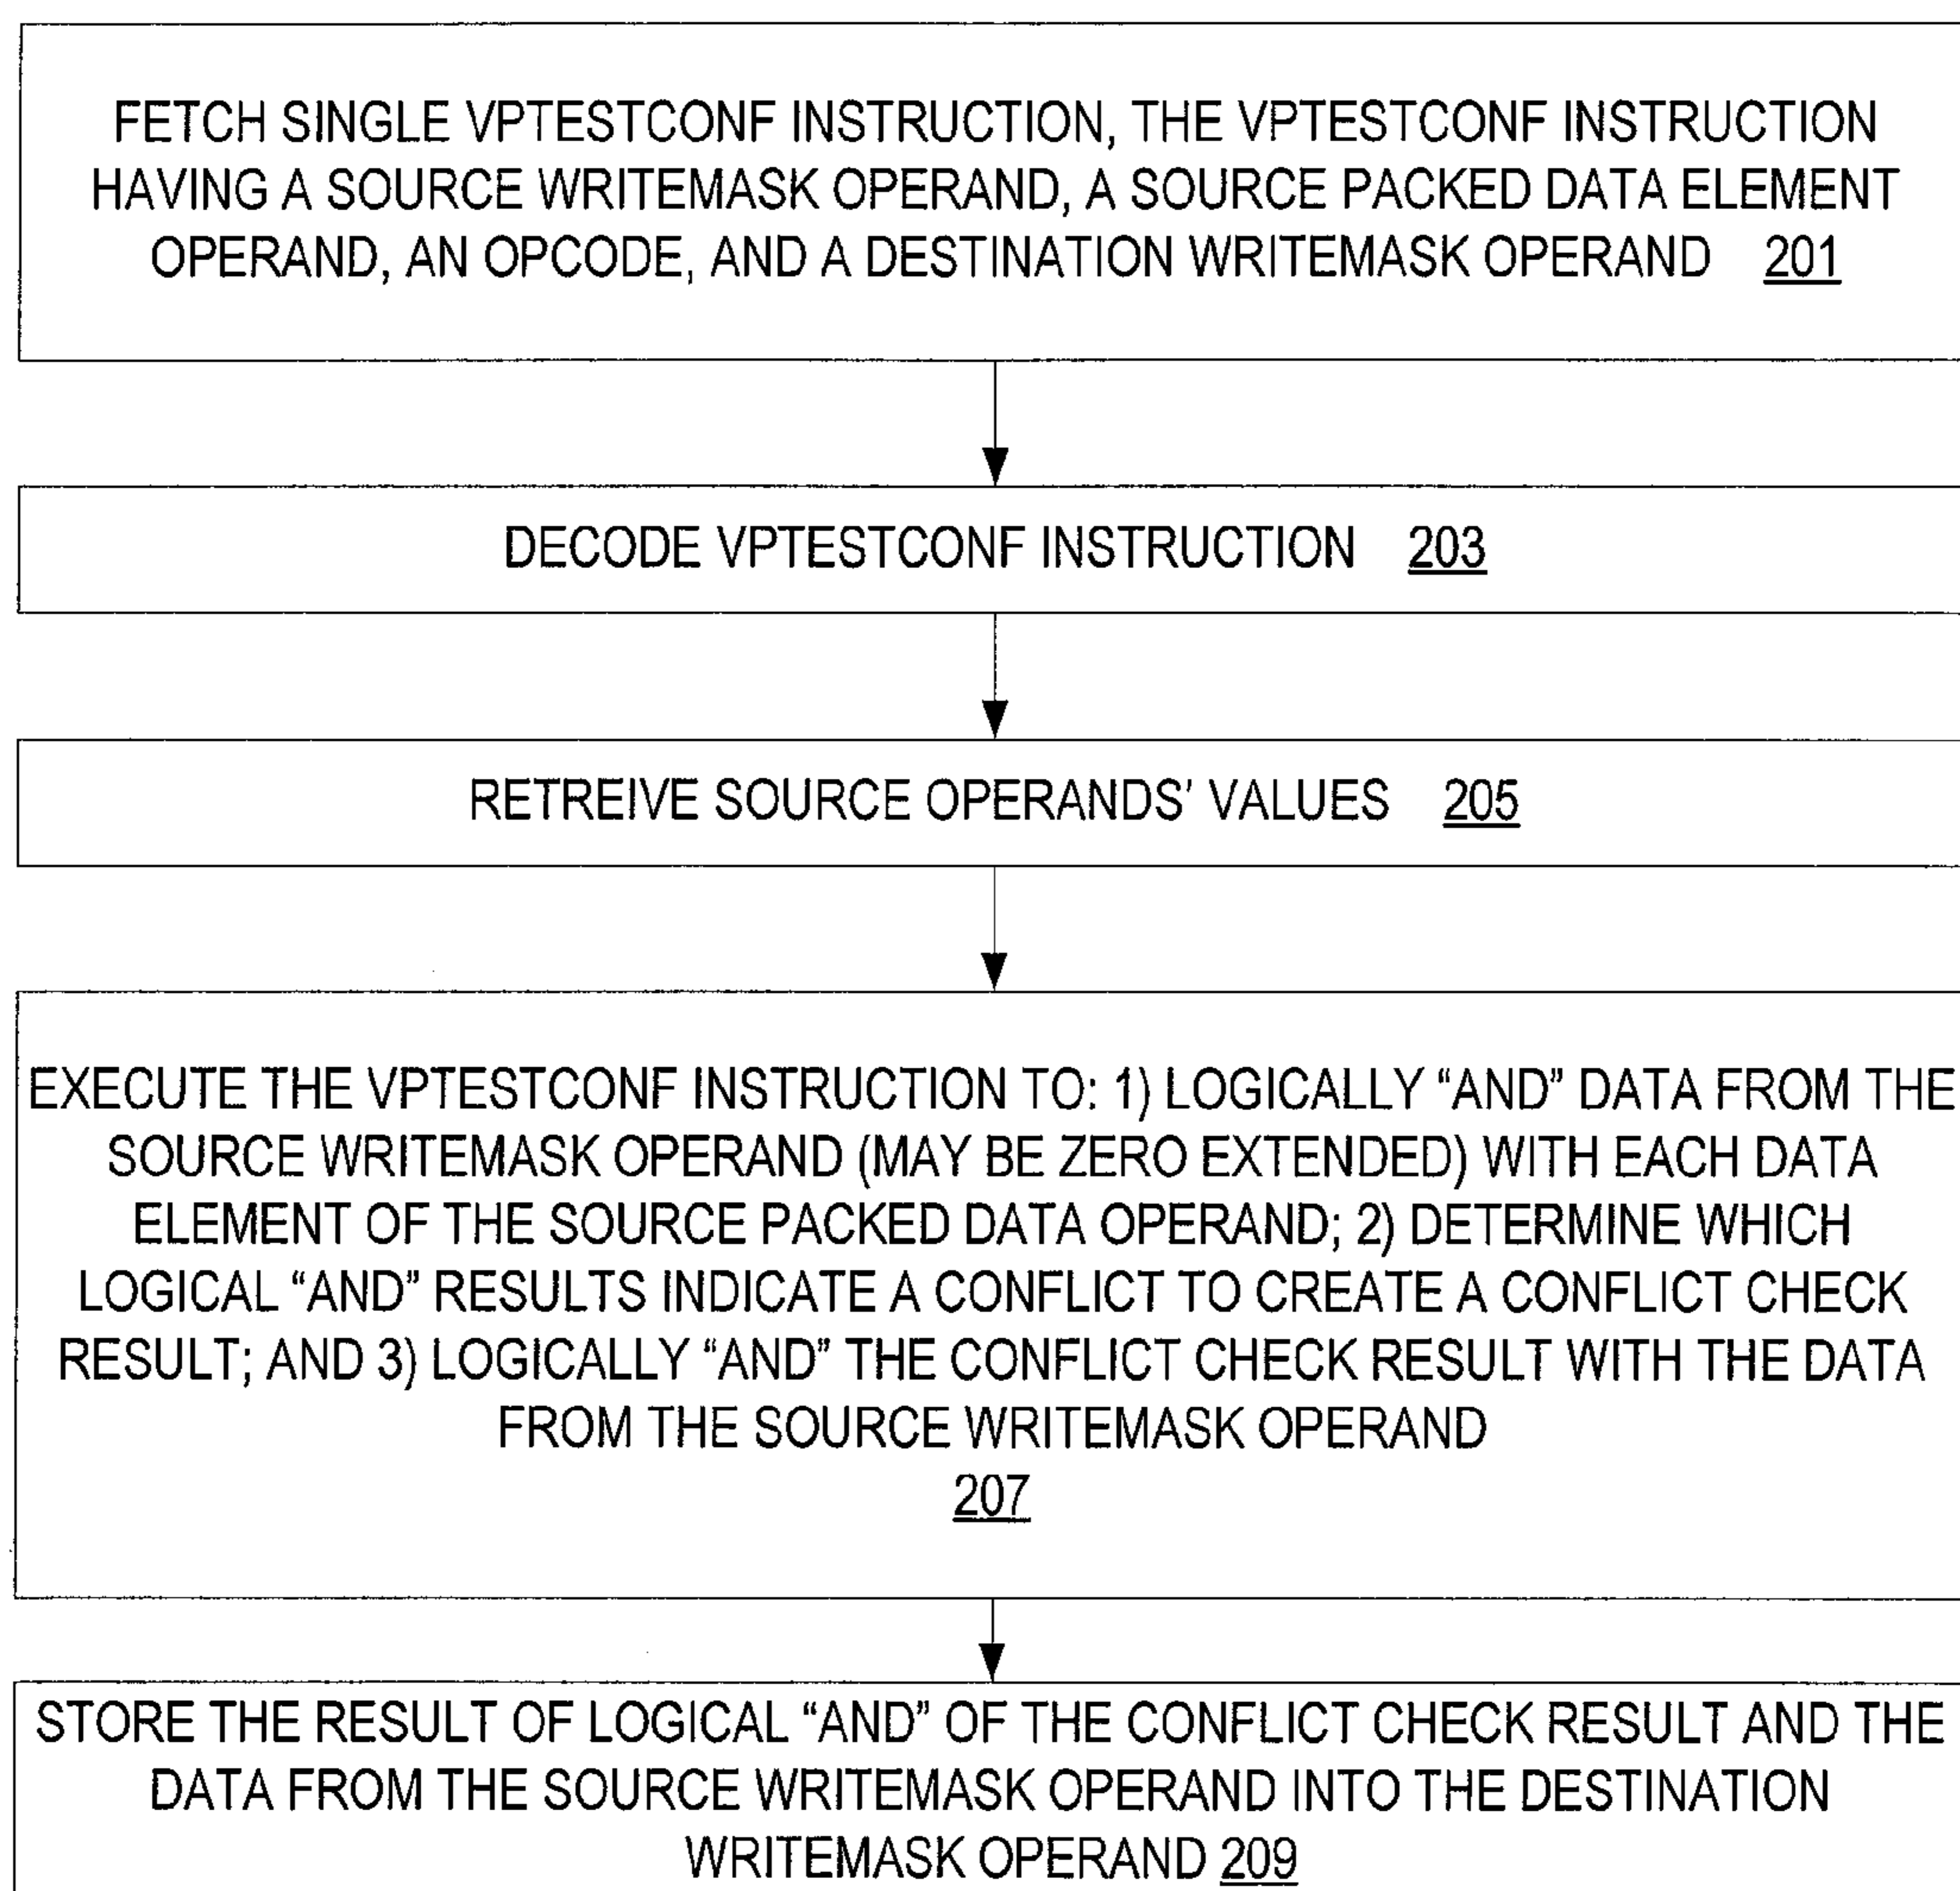 FETCH SINGLE VPTESTCONF INSTRUCTION, THE VPTESTCONF INSTRUCTION
HAVING A SOURCE WRITEMASK OPERAND, A SOURCE PACKED DATA ELEMENT
OPERAND, AN OPCODE, AND A DESTINATION WRITEMASK OPERAND 201
DECODE VPTESTCONF INSTRUCTION 203
RETREIVE SOURCE OPERANDS' VALUES 205
EXECUTE THE VPTESTCONF INSTRUCTION TO: 1) LOGICALLY “AND” DATA FROM THE
SOURCE WRITEMASK OPERAND (MAY BE ZERO EXTENDED) WITH EACH DATA
ELEMENT OF THE SOURCE PACKED DATA OPERAND; 2) DETERMINE WHICH
LOGICAL “AND” RESULTS INDICATE A CONFLICT TO CREATE A CONFLICT CHECK
RESULT; AND 3) LOGICALLY “AND” THE CONFLICT CHECK RESULT WITH THE DATA
FROM THE SOURCE WRITEMASK OPERAND
207
STORE THE RESULT OF LOGICAL “AND” OF THE CONFLICT CHECK RESULT AND THE
DATA FROM THE SOURCE WRITEMASK OPERAND INTO THE DESTINATION
WRITEMASK OPERAND 209